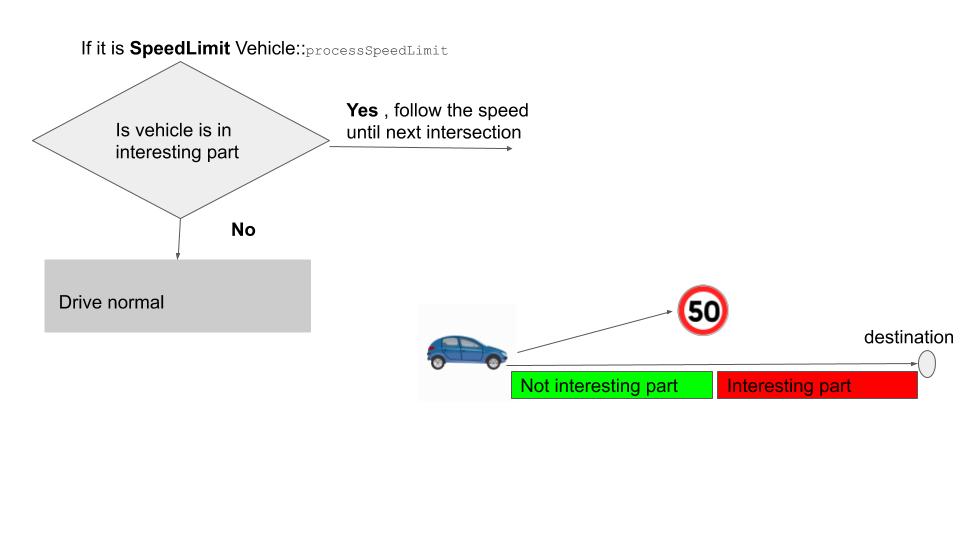 If it is SpeedLimit Vehicle::processSpeedLimit
Is vehicle is in
interesting part
Yes , follow the speed
until next intersection
No
Drive normal
50
destination
Not interesting part
Interesting part